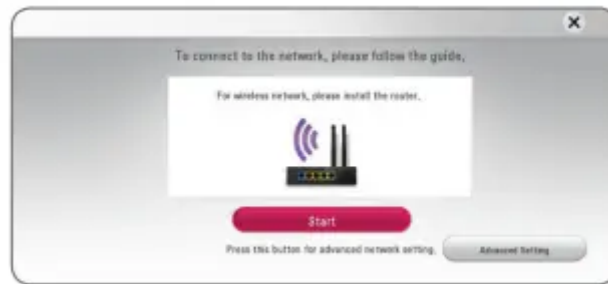 To connect to the network, please follow the guide.
For wireless network, please install the router.
Start
Press this button for advanced network setting.
Advanced Setting